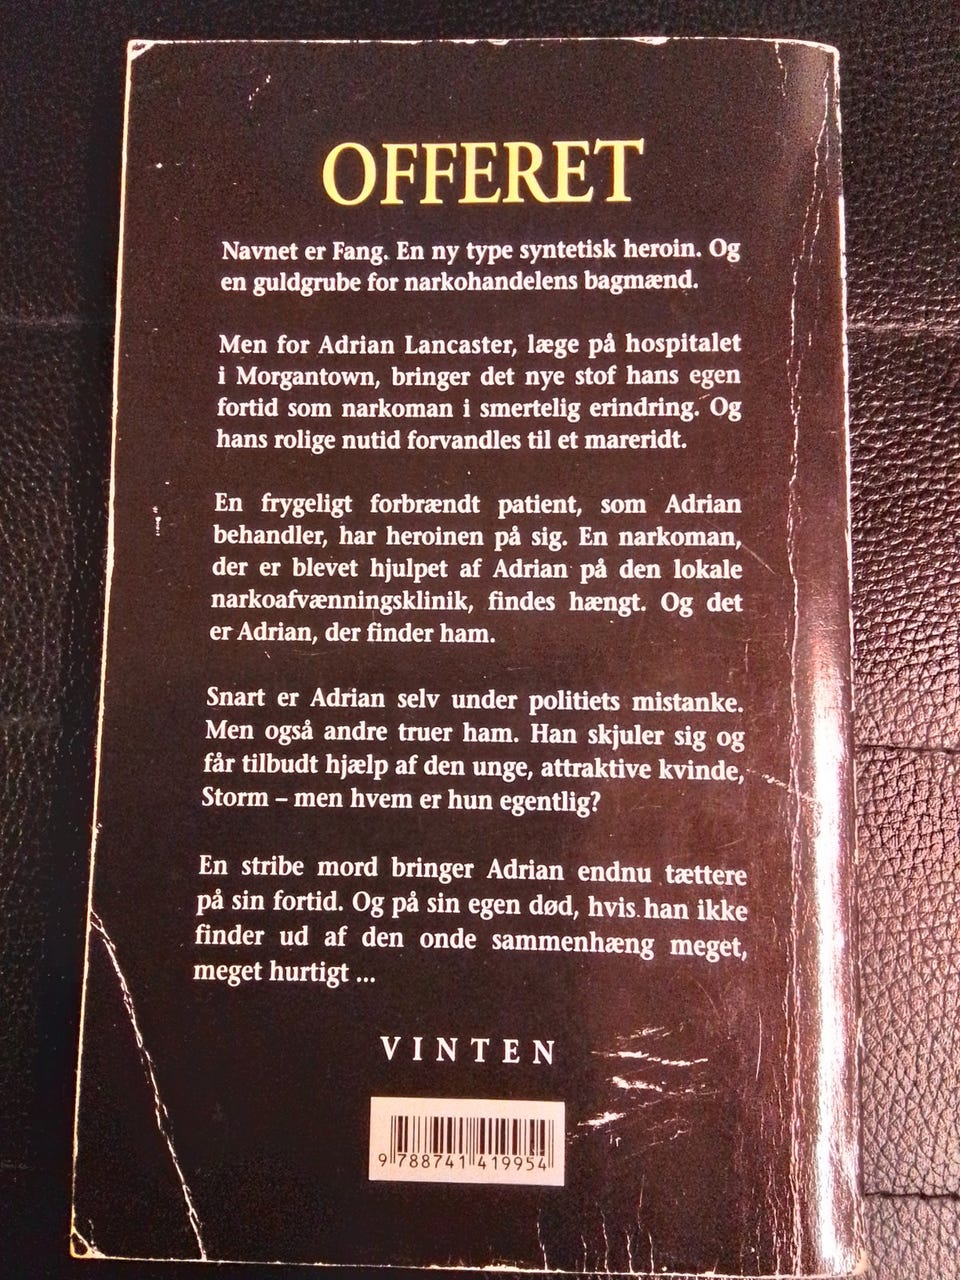 OFFERET
Navnet er Fang. En ny type syntetisk heroin. Og
en guldgrube for narkohandelens bagmænd.
Men for Adrian Lancaster, læge på hospitalet
i Morgantown, bringer det nye stof hans egen
fortid som narkoman i smertelig erindring. Og
hans rolige nutid forvandles til et mareridt.
En frygeligt forbrændt patient, som Adrian
behandler, har heroinen på sig. En narkoman,
der er blevet hjulpet af Adrian på den lokale
narkoafvænningsklinik, findes hængt. Og det
er Adrian, der finder ham.
Snart er Adrian selv under politiets mistanke.
Men også andre truer ham. Han skjuler sig og
får tilbudt hjælp af den unge, attraktive kvinde,
Storm – men hvem er hun egentlig?
En stribe mord bringer Adrian endnu tættere
på sin fortid. Og på sin egen død, hvis han ikke
finder ud af den onde sammenhæng meget,
meget hurtigt ...
VINTEN
9 788741 419954